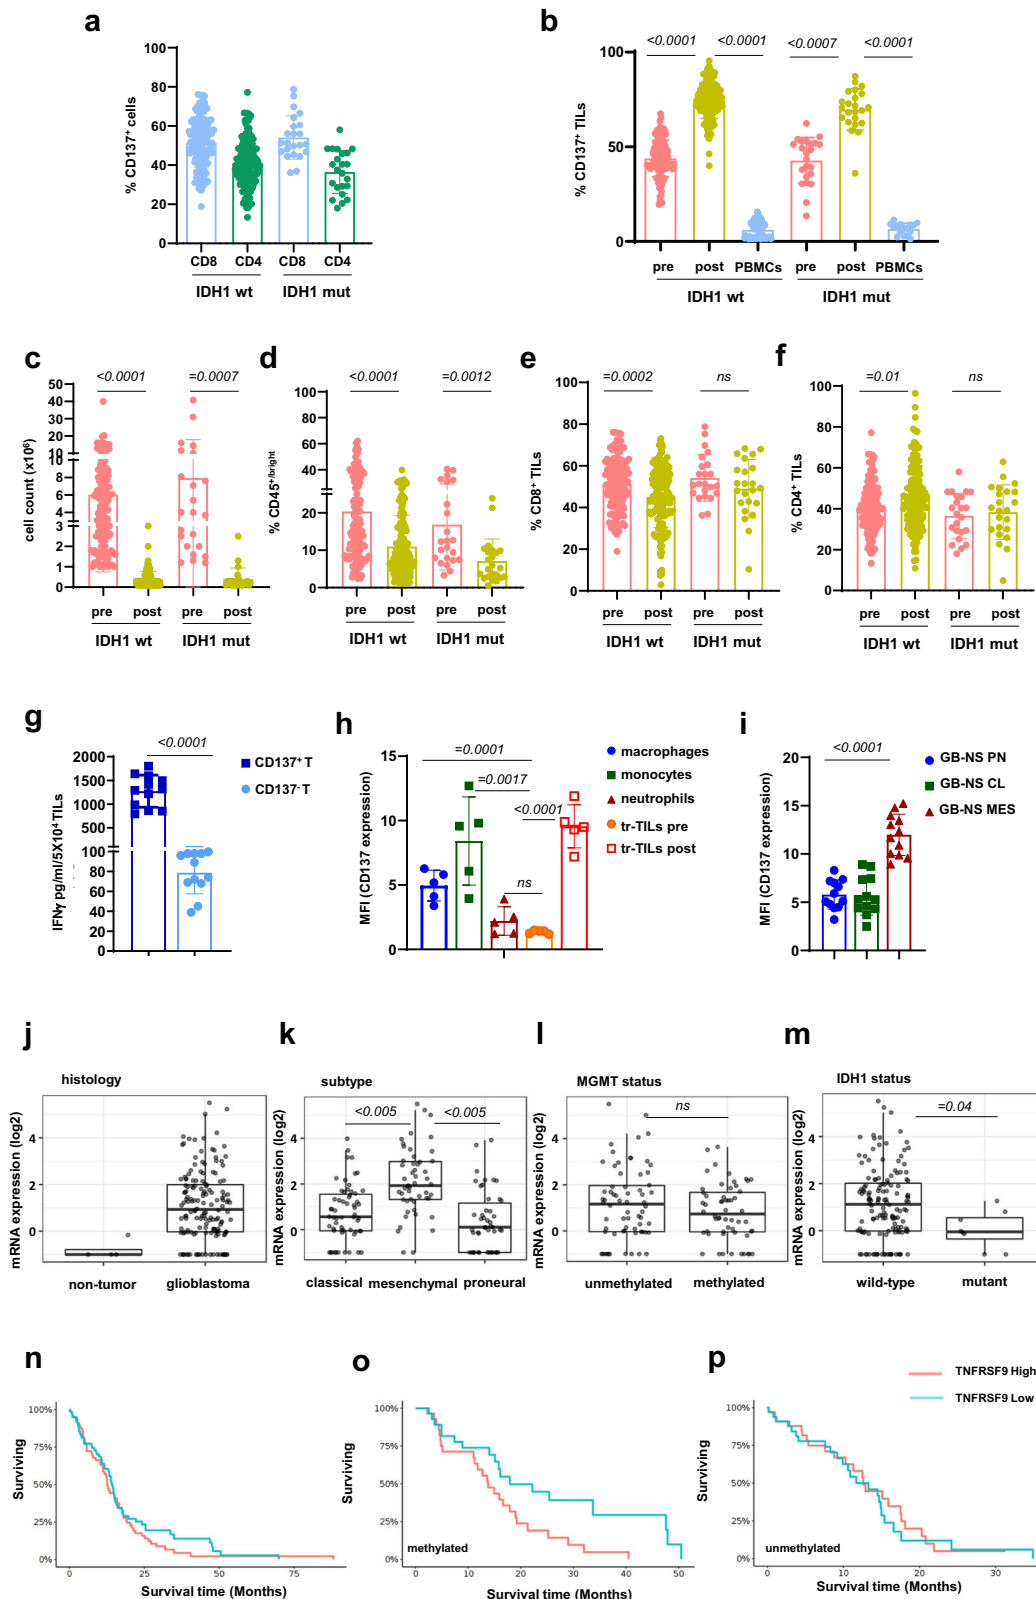 a
% CD137⁺ cells
100
80
60
40
20
0
CD8 CD4 CD8 CD4
IDH1 wt IDH1 mut
b
<0.0001 <0.0001 <0.0007 <0.0001
% CD137⁺ TILs
100
50
0
pre post PBMCs pre post PBMCs
IDH1 wt IDH1 mut
c
<0.0001 =0.0007
cell count (x10⁶)
50
40
30
20
10
10
8
6
4
3
2
1
0
pre post pre post
IDH1 wt IDH1 mut
d
<0.0001 =0.0012
% CD45⁺/bright
100
80
60
40
20
20
10
0
pre post pre post
IDH1 wt IDH1 mut
e
=0.0002 ns
% CD8⁺ TILs
100
80
60
40
20
0
pre post pre post
IDH1 wt IDH1 mut
f
=0.01 ns
% CD4⁺ TILs
100
80
60
40
20
0
pre post Pre post
IDH1 wt IDH1 mut
g
<0.0001
IFNγ pg/ml/5X10⁴ TILs
2000
1500
1000
500
100
80
60
40
20
0
CD137⁺ T
CD137⁻ T
h
=0.0001
=0.0017
<0.0001
ns
MFI (CD137 expression)
15
10
5
0
macrophages
monocytes
neutrophils
tr-TILs pre
tr-TILs post
i
<0.0001
MFI (CD137 expression)
20
15
10
5
0
GB-NS PN
GB-NS CL
GB-NS MES
j
histology
mRNA expression (log2)
4
2
0
non-tumor glioblastoma
k
subtype
<0.005 <0.005
mRNA expression (log2)
4
2
0
classical mesenchymal proneural
l
MGMT status
ns
mRNA expression (log2)
4
2
0
unmethylated methylated
m
IDH1 status
=0.04
mRNA expression (log2)
4
2
0
wild-type mutant
n
Surviving
100%
75%
50%
25%
0%
0 25 50 75
Survival time (Months)
o
Surviving
100%
75%
50%
25%
0%
methylated
0 10 20 30 40 50
Survival time (Months)
p
TNFRSF9 High
TNFRSF9 Low
Surviving
100%
75%
50%
25%
0%
unmethylated
0 10 20 30
Survival time (Months)